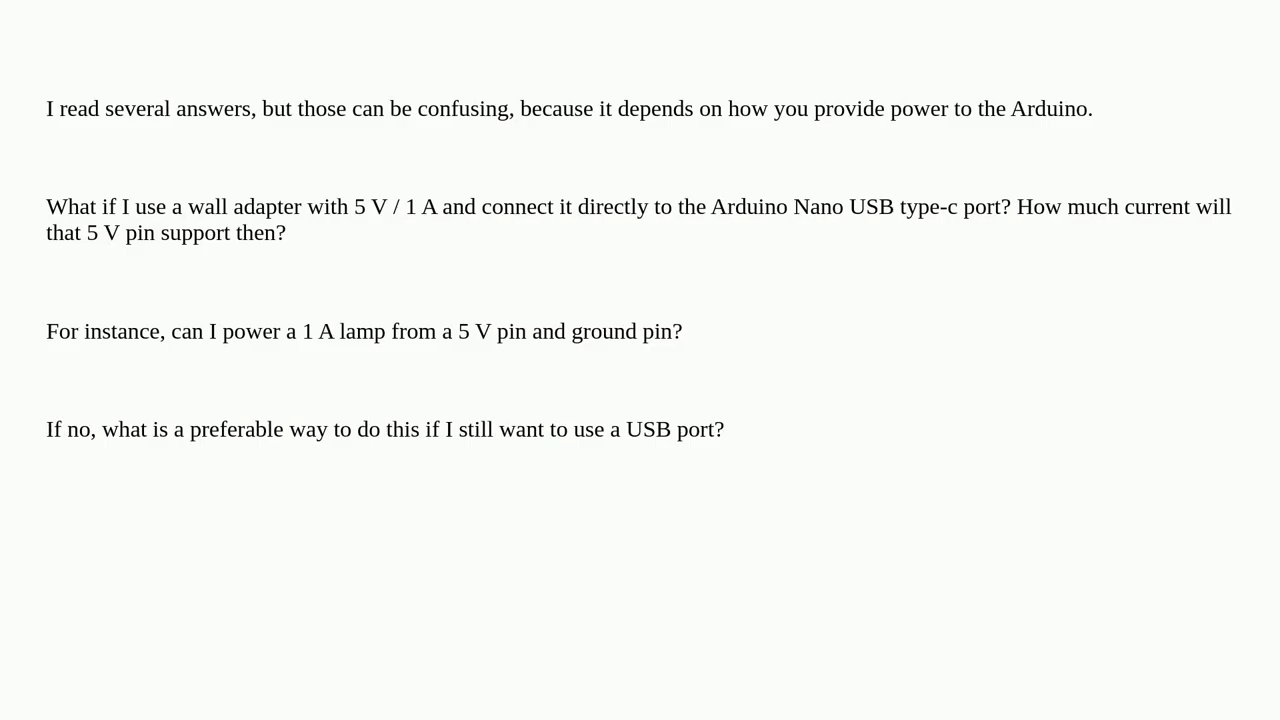 I read several answers, but those can be confusing, because it depends on how you provide power to the Arduino.
What if I use a wall adapter with 5 V / 1 A and connect it directly to the Arduino Nano USB type-c port? How much current will
that 5 V pin support then?
For instance, can I power a 1 A lamp from a 5 V pin and ground pin?
If no, what is a preferable way to do this if I still want to use a USB port?